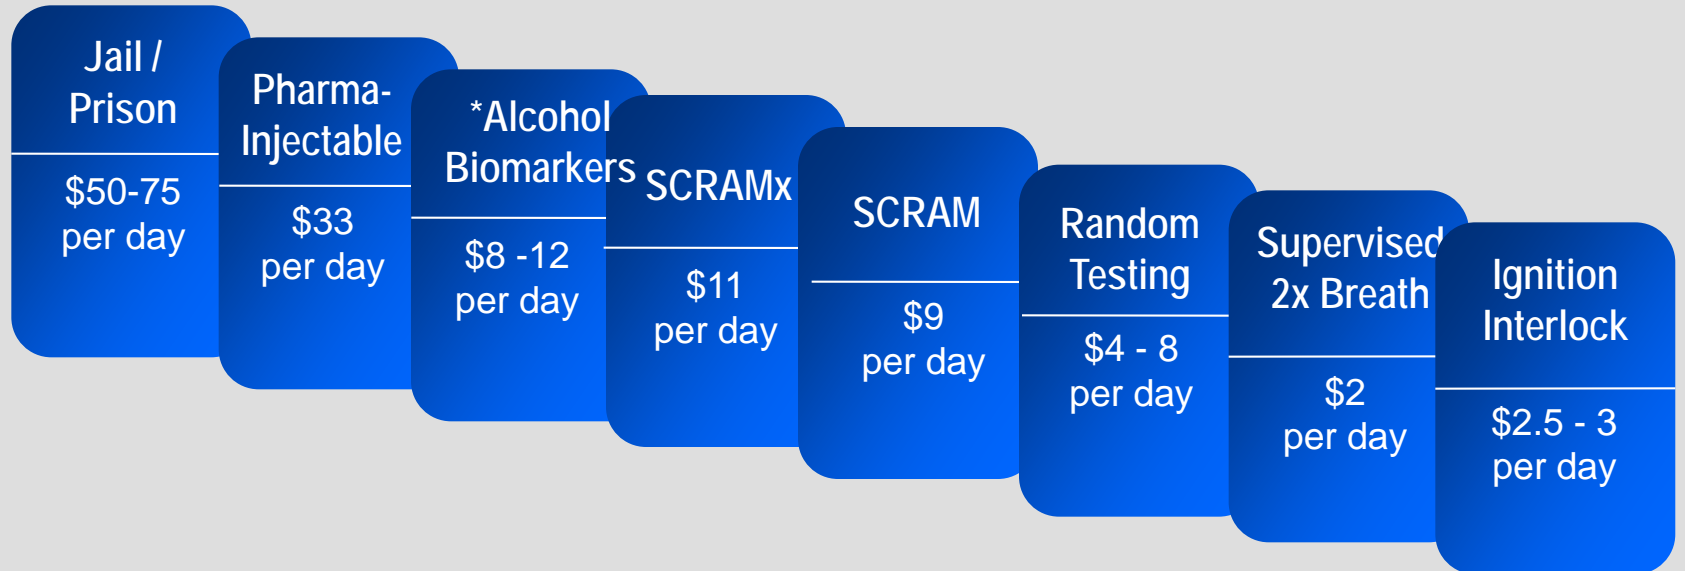 Jail /
Prison
$50-75
per day
Pharma-
Injectable
$33
per day
*Alcohol
Biomarkers
$8 -12
per day
SCRAMx
$11
per day
SCRAM
$9
per day
Random
Testing
$4 - 8
per day
Supervised
2x Breath
$2
per day
Ignition
Interlock
$2.5 - 3
per day